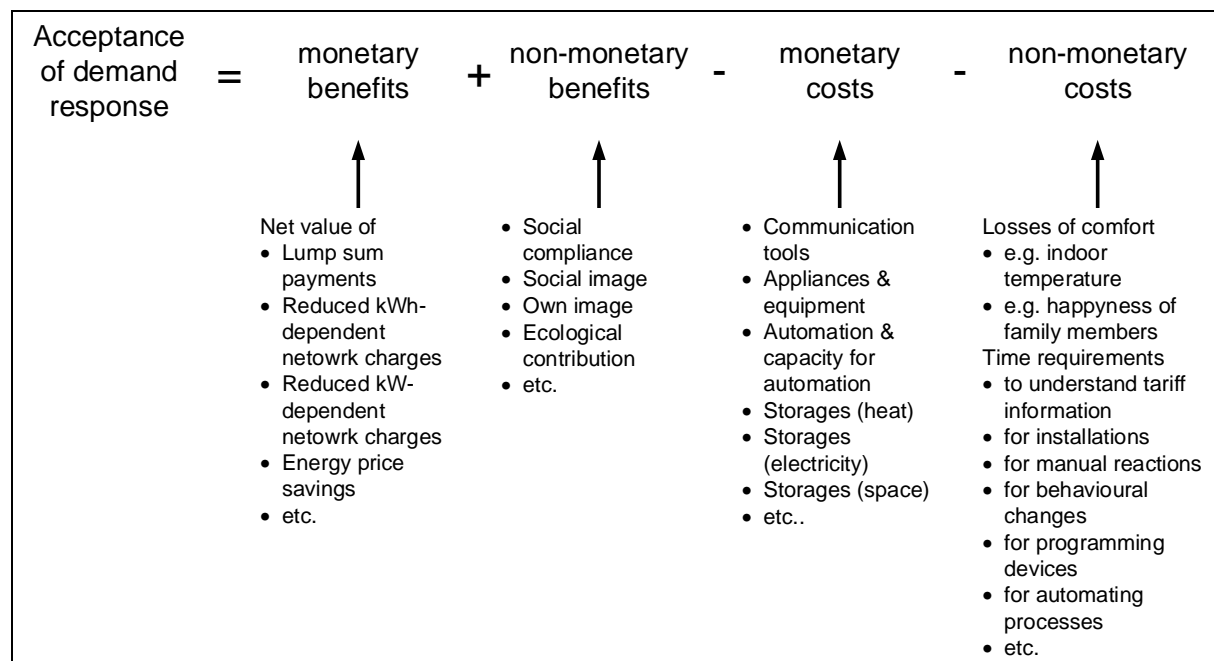 Acceptance
of demand
response
=
monetary
benefits
+
non-monetary
benefits
-
monetary
costs
-
non-monetary
costs
Net value of
• Lump sum
payments
• Reduced kWh-
dependent
netowrk charges
• Reduced kW-
dependent
netowrk charges
• Energy price
savings
• etc.
• Social
compliance
• Social image
• Own image
• Ecological
contribution
• etc.
• Communication
tools
• Appliances &
equipment
• Automation &
capacity for
automation
• Storages (heat)
• Storages
(electricity)
• Storages (space)
• etc..
Losses of comfort
• e.g. indoor
temperature
• e.g. happyness of
family members
Time requirements
• to understand tariff
information
• for installations
• for manual reactions
• for behavioural
changes
• for programming
devices
• for automating
processes
• etc.